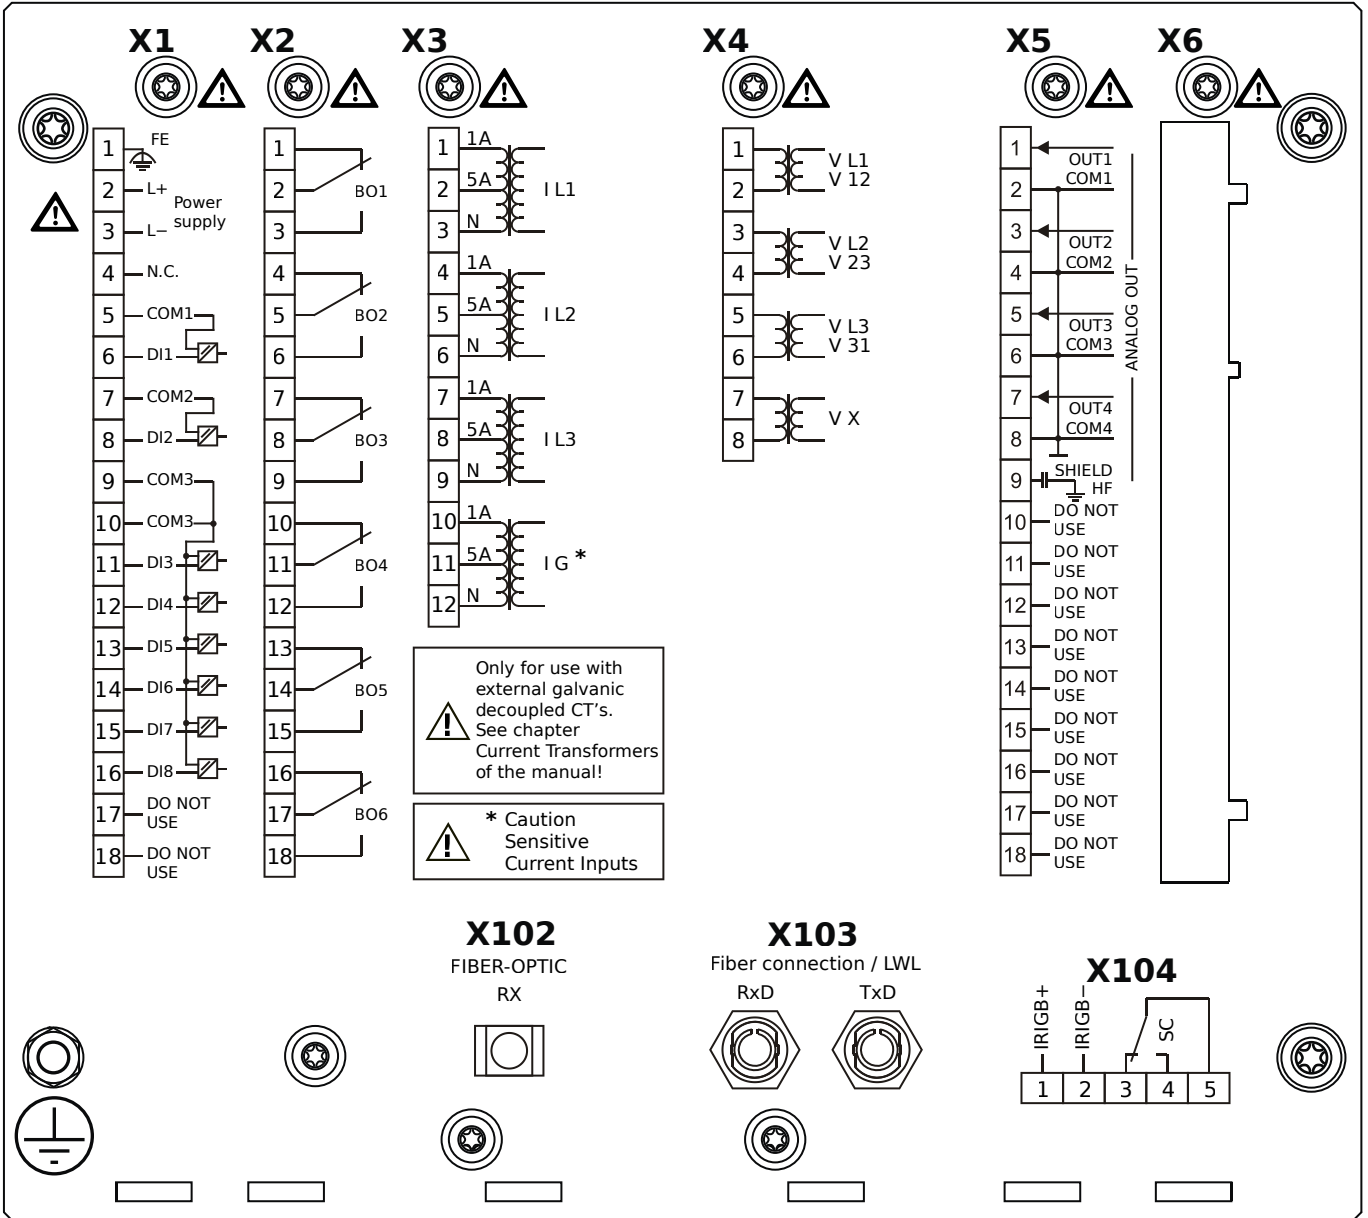 X1
X2
X3
X4
X5
X6
1 FE
2 L+
Power
supply
3 L−
4 N.C.
5 COM1
6 DI1
7 COM2
8 DI2
9 COM3
10 COM3
11 DI3
12 DI4
13 DI5
14 DI6
15 DI7
16 DI8
17 DO NOT
USE
18 DO NOT
USE
1
2 BO1
3
4
5 BO2
6
7
8 BO3
9
10
11 BO4
12
13
14 BO5
15
16
17 BO6
18
1 1A
2 5A I L1
3 N
4 1A
5 5A I L2
6 N
7 1A
8 5A I L3
9 N
10 1A
11 5A I G *
12 N
Only for use with
external galvanic
decoupled CT's.
See chapter
Current Transformers
of the manual!
* Caution
Sensitive
Current Inputs
1 V L1
2 V 12
3 V L2
4 V 23
5 V L3
6 V 31
7 V X
8
1 OUT1
2 COM1
3 OUT2
4 COM2
5 OUT3
6 COM3
7 OUT4
8 COM4
ANALOG OUT
9 SHIELD
HF
10 DO NOT
USE
11 DO NOT
USE
12 DO NOT
USE
13 DO NOT
USE
14 DO NOT
USE
15 DO NOT
USE
16 DO NOT
USE
17 DO NOT
USE
18 DO NOT
USE
X102
FIBER-OPTIC
RX
X103
Fiber connection / LWL
RxD TxD
X104
IRIGB+
IRIGB−
SC
1 2 3 4 5